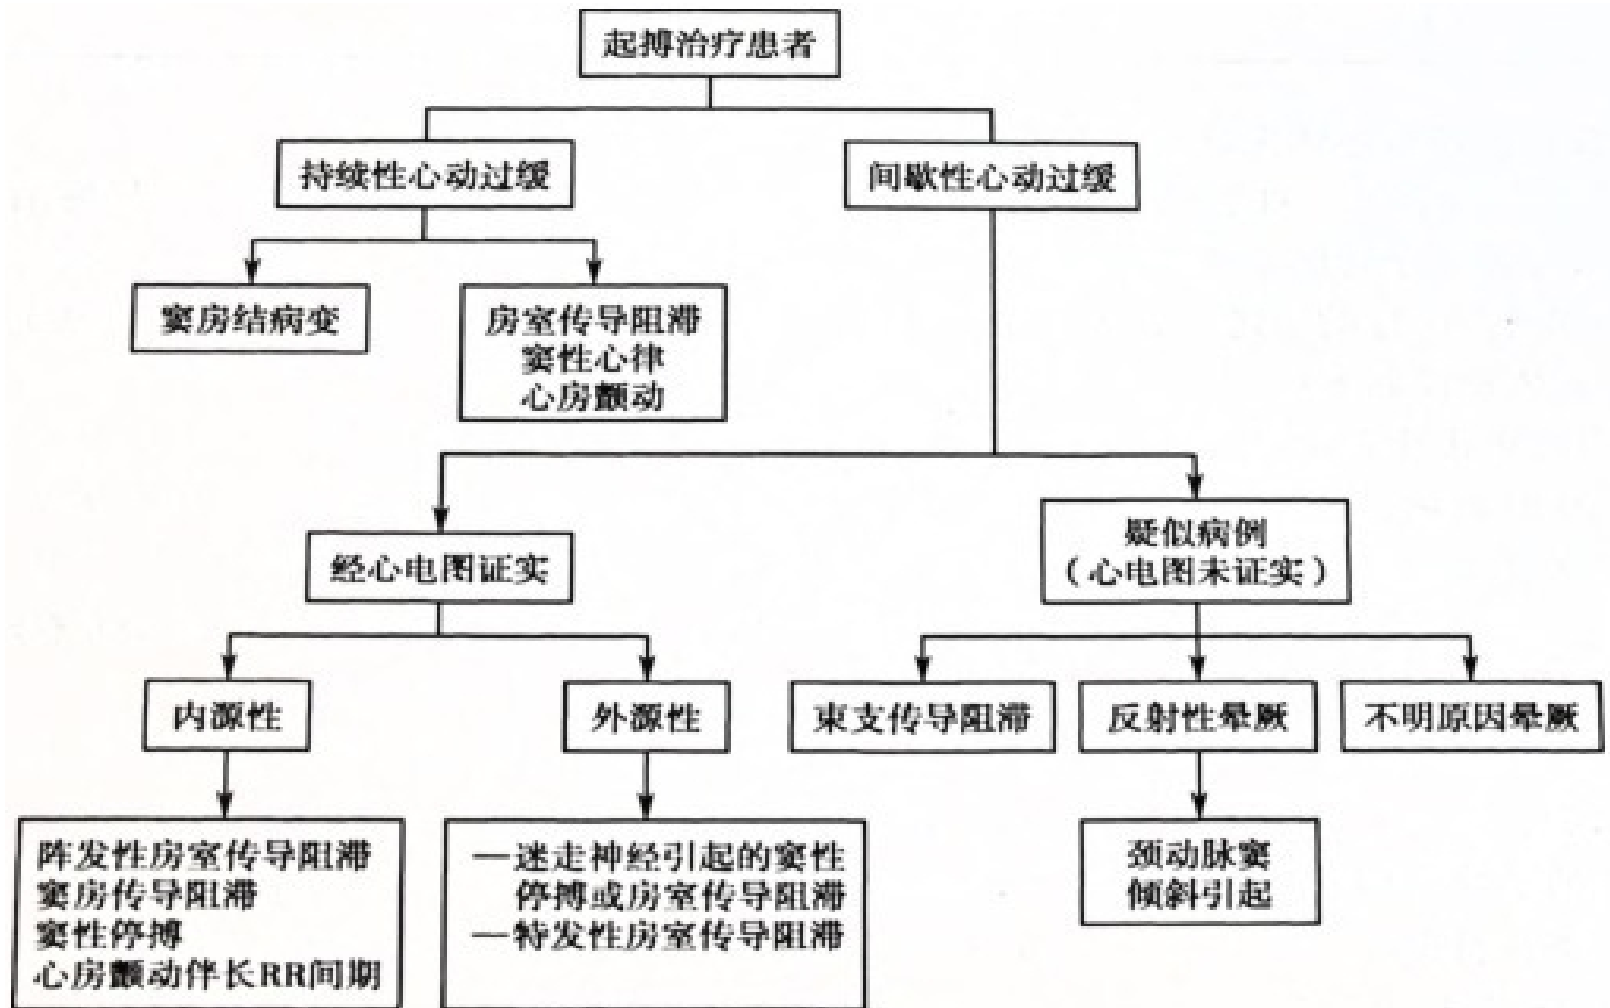 起搏治疗患者
持续性心动过缓
间歇性心动过缓
窦房结病变
房室传导阻滞
窦性心律
心房颤动
经心电图证实
疑似病例
（心电图未证实）
内源性
外源性
束支传导阻滞
反射性晕厥
不明原因晕厥
阵发性房室传导阻滞
窦房传导阻滞
窦性停搏
心房颤动伴长RR间期
—迷走神经引起的窦性
停搏或房室传导阻滞
—特发性房室传导阻滞
颈动脉窦
倾斜引起